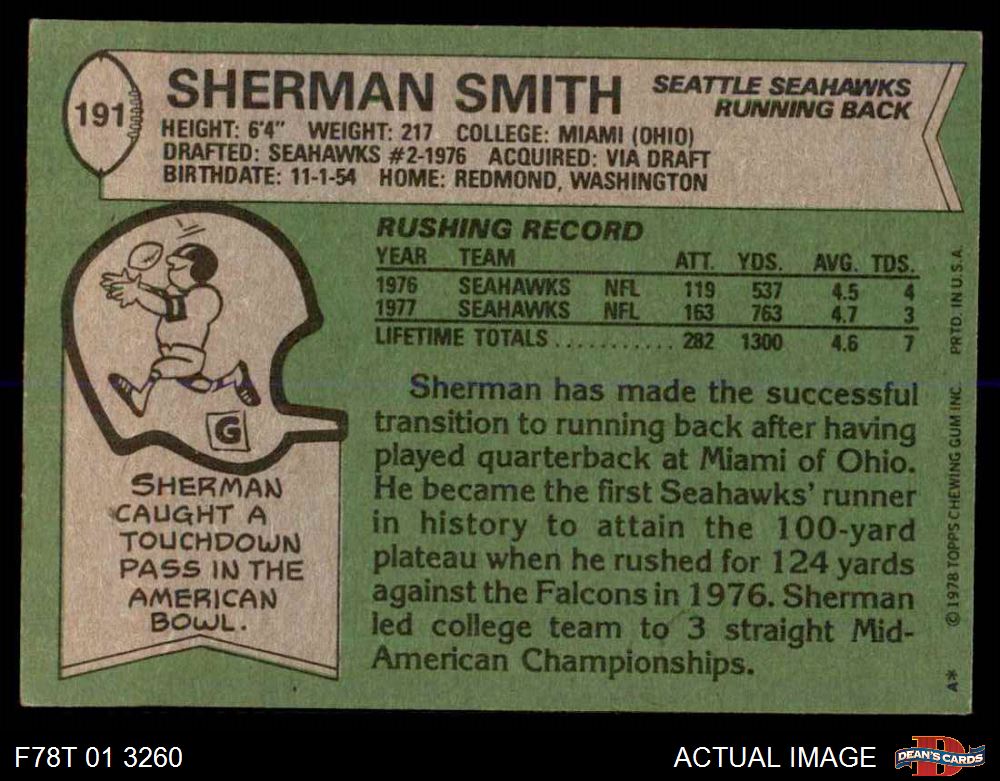 191
SHERMAN SMITH
SEATTLE SEAHAWKS
RUNNING BACK
HEIGHT: 6'4" WEIGHT: 217 COLLEGE: MIAMI (OHIO)
DRAFTED: SEAHAWKS #2-1976 ACQUIRED: VIA DRAFT
BIRTHDATE: 11-1-54 HOME: REDMOND, WASHINGTON
RUSHING RECORD
YEAR TEAM ATT. YDS. AVG. TDS.
1976 SEAHAWKS NFL 119 537 4.5 4
1977 SEAHAWKS NFL 163 763 4.7 3
LIFETIME TOTALS........... 282 1300 4.6 7
G
SHERMAN
CAUGHT A
TOUCHDOWN
PASS IN THE
AMERICAN
BOWL.
Sherman has made the successful
transition to running back after having
played quarterback at Miami of Ohio.
He became the first Seahawks' runner
in history to attain the 100-yard
plateau when he rushed for 124 yards
against the Falcons in 1976. Sherman
led college team to 3 straight Mid-
American Championships.
A* ©1978 TOPPS CHEWING GUM INC. PRTD. IN U.S.A.
F78T 01 3260
ACTUAL IMAGE
D
DEAN'S CARDS